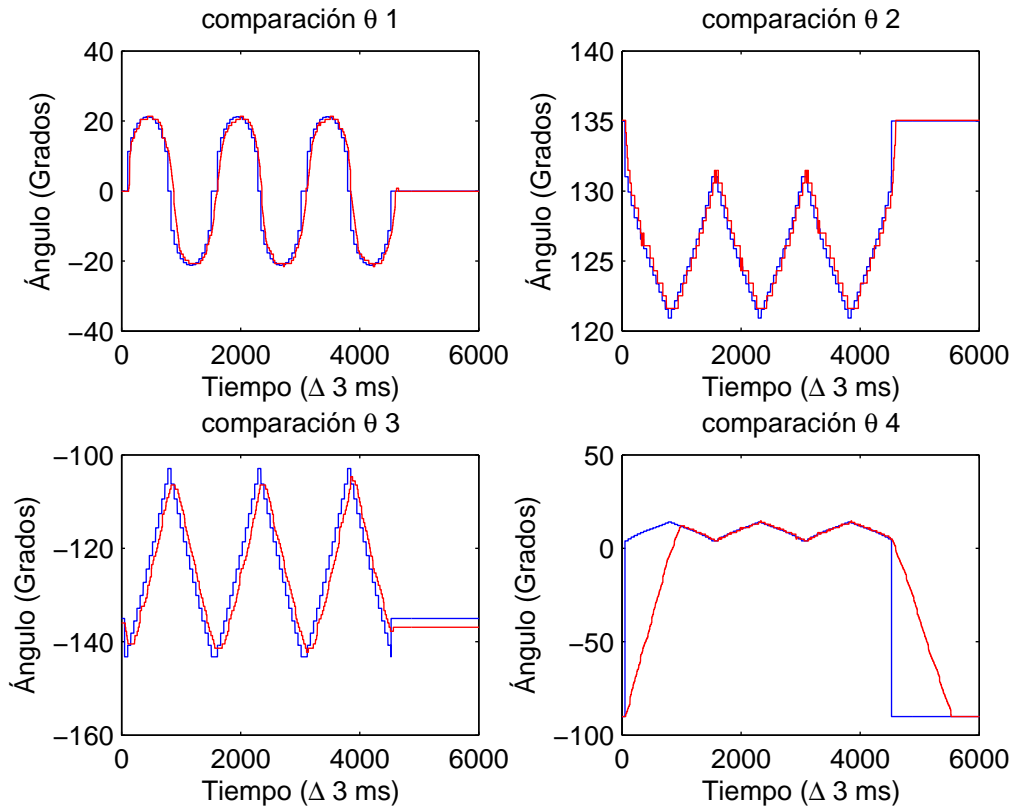 comparación θ 1
Ángulo (Grados)
40
20
0
−20
−40
0
2000
4000
6000
Tiempo (Δ 3 ms)
comparación θ 2
Ángulo (Grados)
140
135
130
125
120
0
2000
4000
6000
Tiempo (Δ 3 ms)
comparación θ 3
Ángulo (Grados)
−100
−120
−140
−160
0
2000
4000
6000
Tiempo (Δ 3 ms)
comparación θ 4
Ángulo (Grados)
50
0
−50
−100
0
2000
4000
6000
Tiempo (Δ 3 ms)